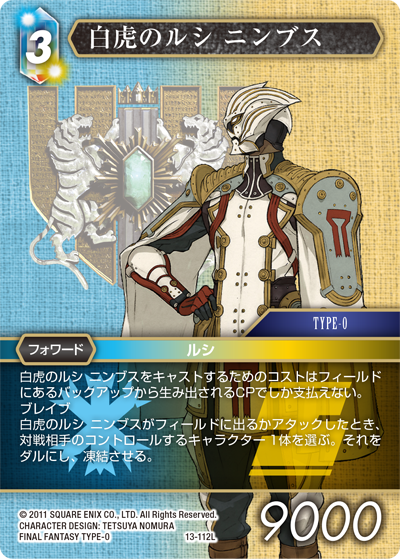 3
白虎のルシ ニンブス
TYPE-0
フォワード
ルシ
白虎のルシ ニンブスをキャストするためのコストはフィールド
にあるバックアップから生み出されるCPでしか支払えない。
ブレイブ
白虎のルシ ニンブスがフィールドに出るかアタックしたとき、
対戦相手のコントロールするキャラクター1体を選ぶ。それを
ダルにし、凍結させる。
© 2011 SQUARE ENIX CO., LTD. All Rights Reserved.
CHARACTER DESIGN: TETSUYA NOMURA
FINAL FANTASY TYPE-0
13-112L
9000